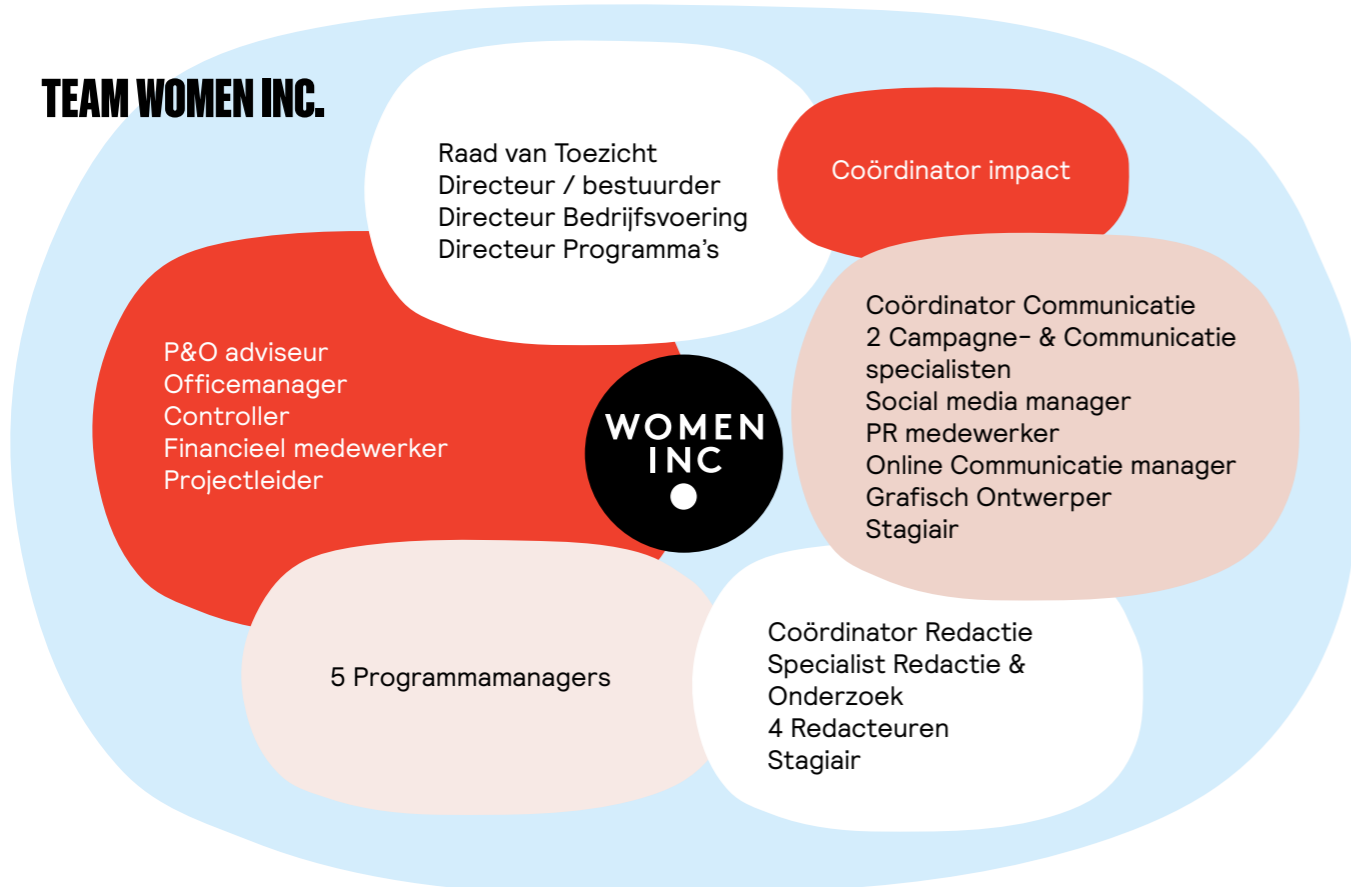 TEAM WOMEN INC.
Raad van Toezicht
Directeur / bestuurder
Directeur Bedrijfsvoering
Directeur Programma's
Coördinator impact
P&O adviseur
Officemanager
Controller
Financieel medewerker
Projectleider
WOMEN
INC
Coördinator Communicatie
2 Campagne- & Communicatie
specialisten
Social media manager
PR medewerker
Online Communicatie manager
Grafisch Ontwerper
Stagiair
5 Programmamanagers
Coördinator Redactie
Specialist Redactie &
Onderzoek
4 Redacteuren
Stagiair